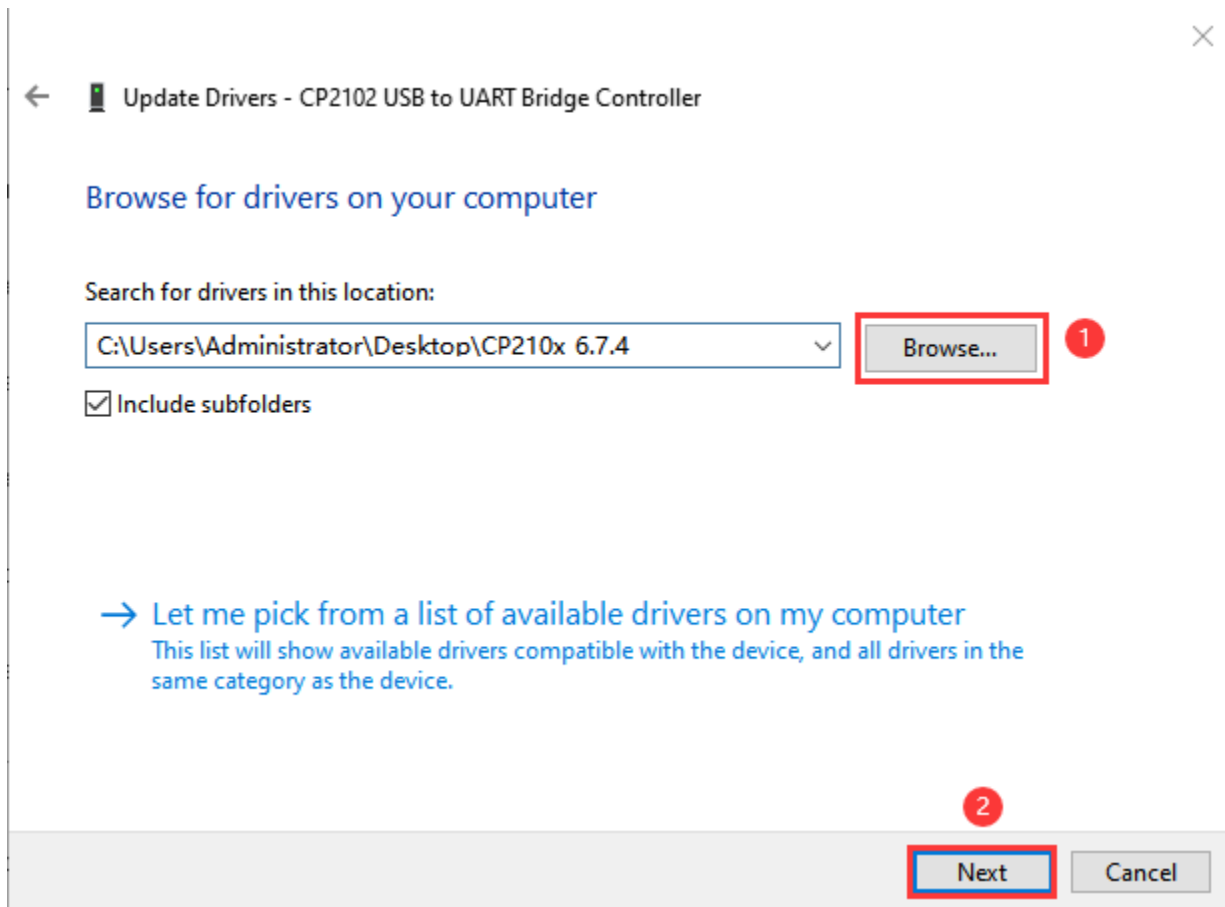 Update Drivers - CP2102 USB to UART Bridge Controller
Browse for drivers on your computer
Search for drivers in this location:
C:\Users\Administrator\Desktop\CP210x 6.7.4
Browse...
1
Include subfolders
Let me pick from a list of available drivers on my computer
This list will show available drivers compatible with the device, and all drivers in the
same category as the device.
2
Next
Cancel